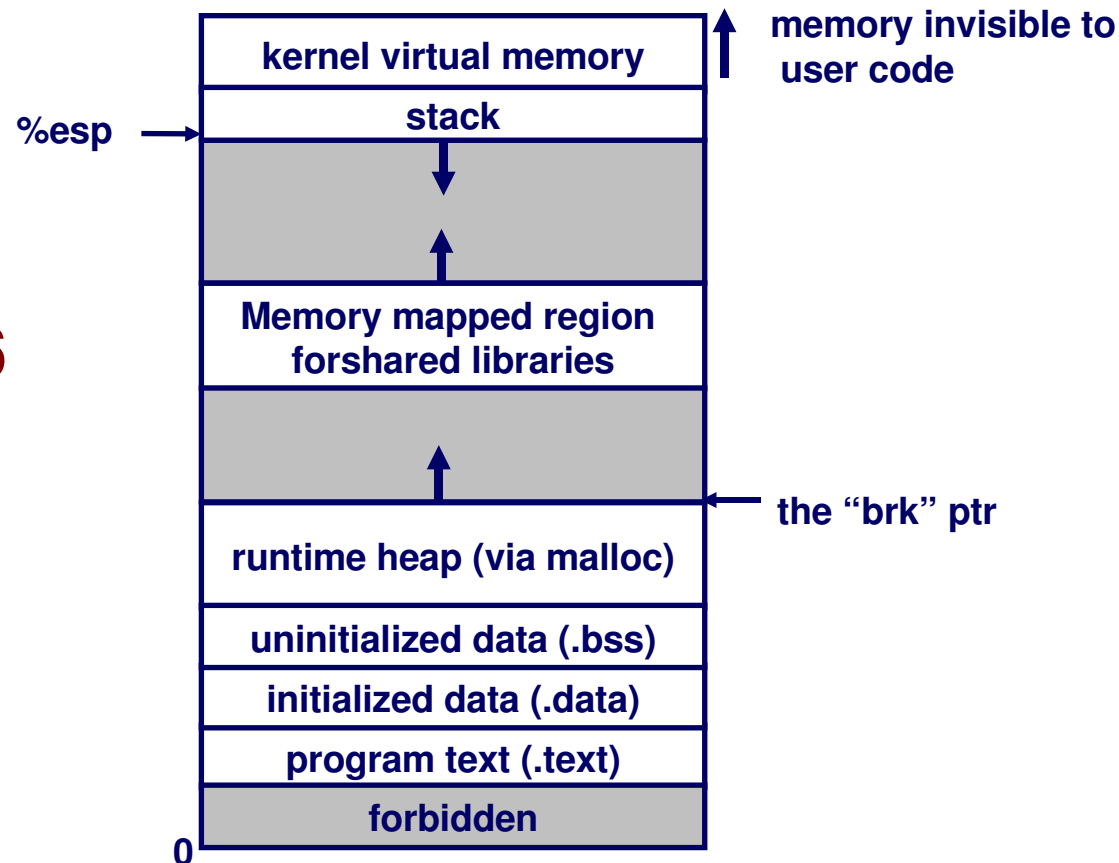 memory invisible to
user code
kernel virtual memory
stack
%esp
Memory mapped region
forshared libraries
the “brk” ptr
runtime heap (via malloc)
uninitialized data (.bss)
initialized data (.data)
program text (.text)
forbidden
0